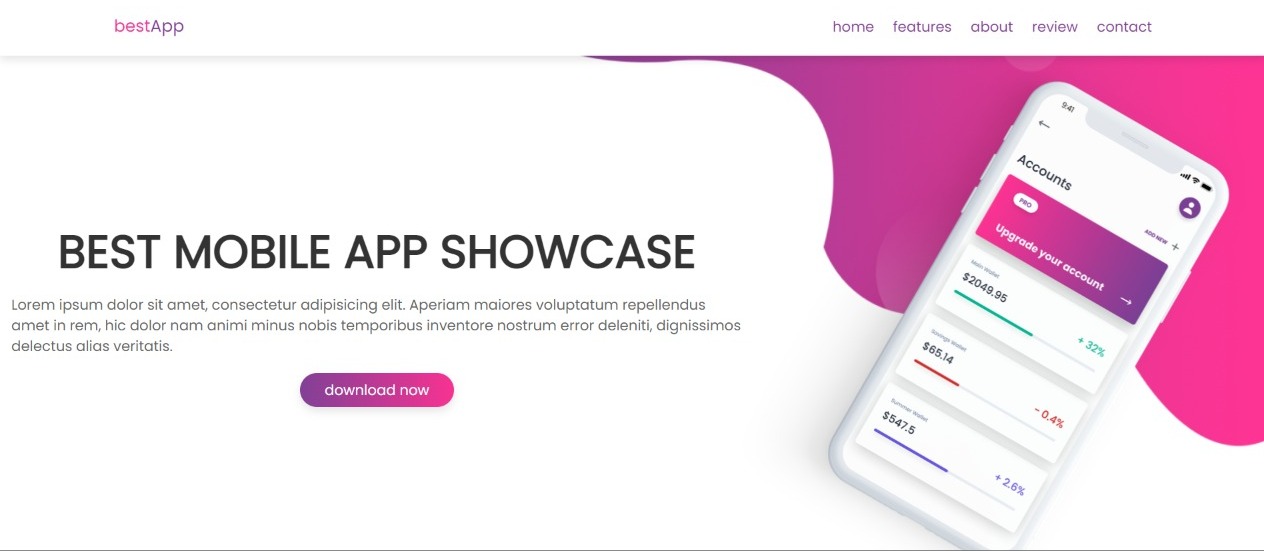 bestApp
home features about review contact
BEST MOBILE APP SHOWCASE
Lorem ipsum dolor sit amet, consectetur adipisicing elit. Aperiam maiores voluptatum repellendus
amet in rem, hic dolor nam animi minus nobis temporibus inventore nostrum error deleniti, dignissimos
delectus alias veritatis.
download now
9:41
Accounts
PRO
ADD NEW +
Upgrade your account
Main Wallet
$2049.95
+ 32%
Savings Wallet
$65.14
- 0.4%
Summer Wallet
$547.5
+ 2.6%